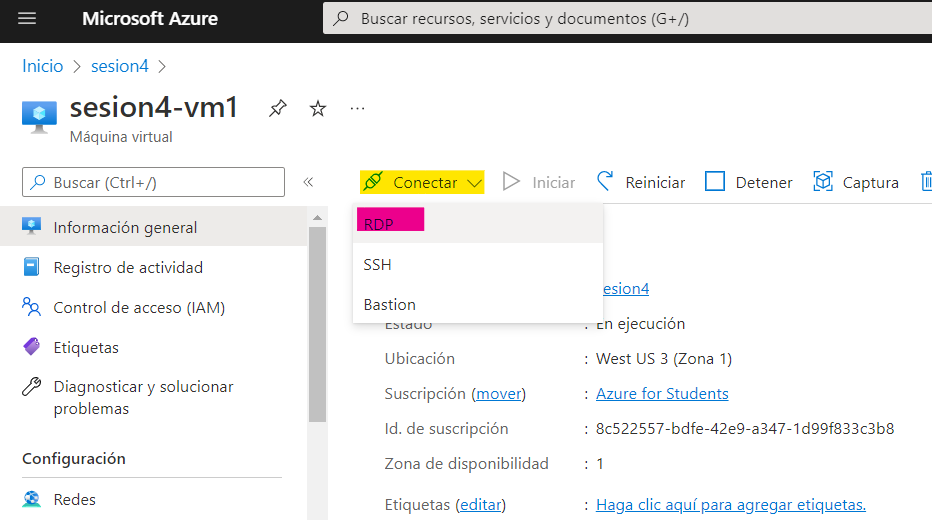 Microsoft Azure
Buscar recursos, servicios y documentos (G+/)
Inicio > sesion4 >
sesion4-vm1
Máquina virtual
Buscar (Ctrl+/)
Información general
Registro de actividad
Control de acceso (IAM)
Etiquetas
Diagnosticar y solucionar
problemas
Configuración
Redes
Conectar Iniciar Reiniciar Detener Captura
RDP
SSH
Bastion
esion4
Estado : En ejecución
Ubicación : West US 3 (Zona 1)
Suscripción (mover) : Azure for Students
Id. de suscripción : 8c522557-bdfe-42e9-a347-1d99f833c3b8
Zona de disponibilidad : 1
Etiquetas (editar) : Haga clic aquí para agregar etiquetas.